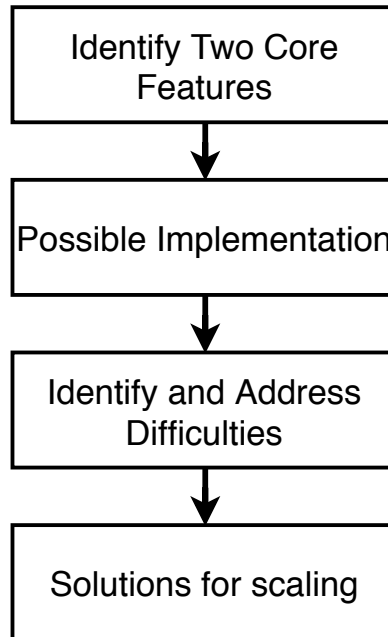 Identify Two Core
Features
Possible Implementation
Identify and Address
Difficulties
Solutions for scaling